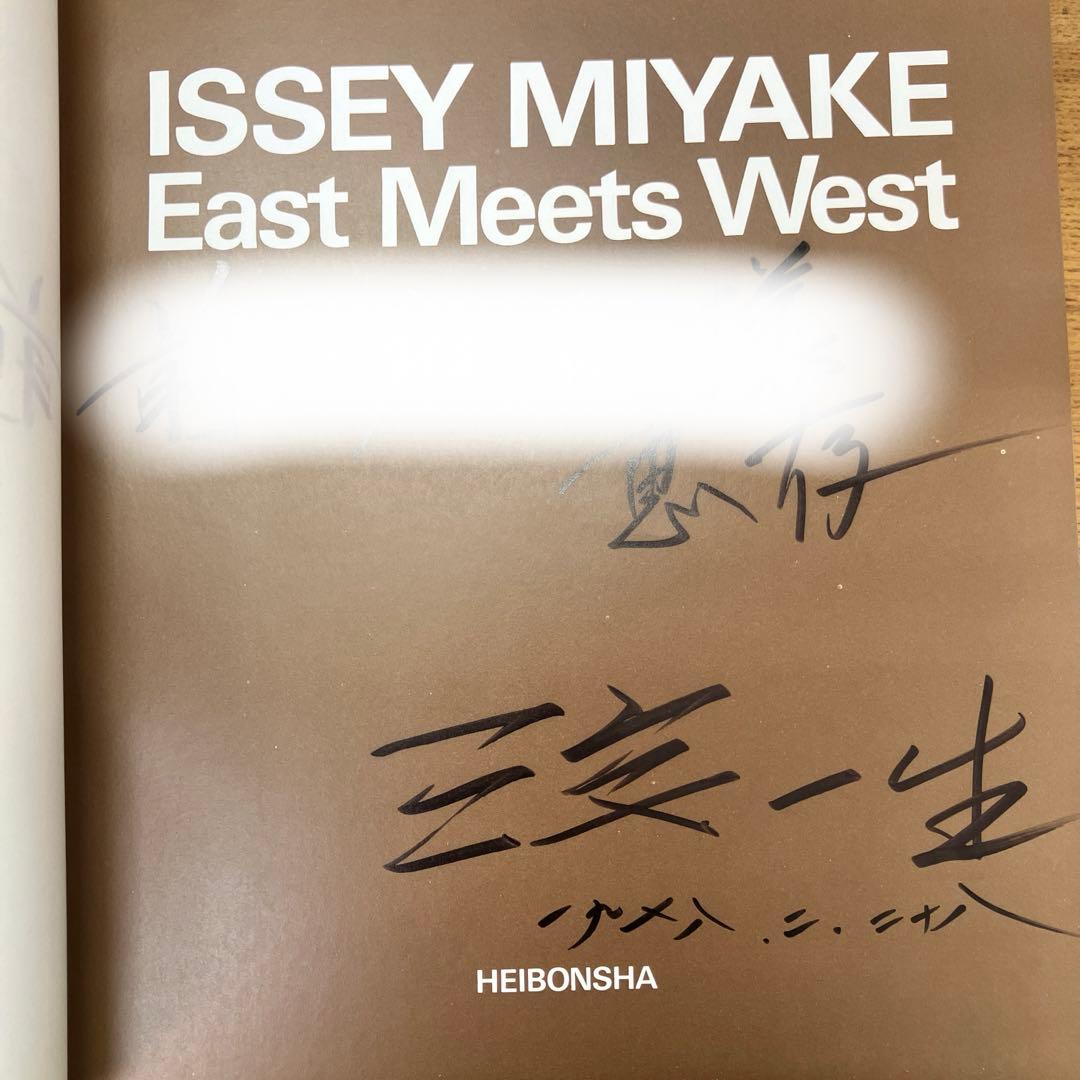 ISSEY MIYAKE
East Meets West
恵存
三宅一生
一九七八.二.二十八
HEIBONSHA